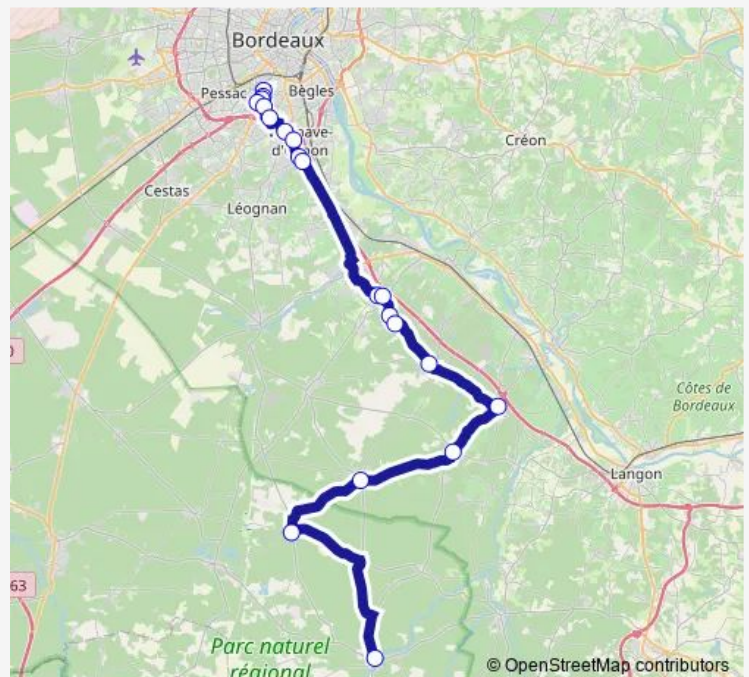 Bordeaux
Pessac
Bègles
Créon
Cestas
Léognan
Côtes de
Bordeaux
Langon
63
Parc naturel
régional
© OpenStreetMap contributors